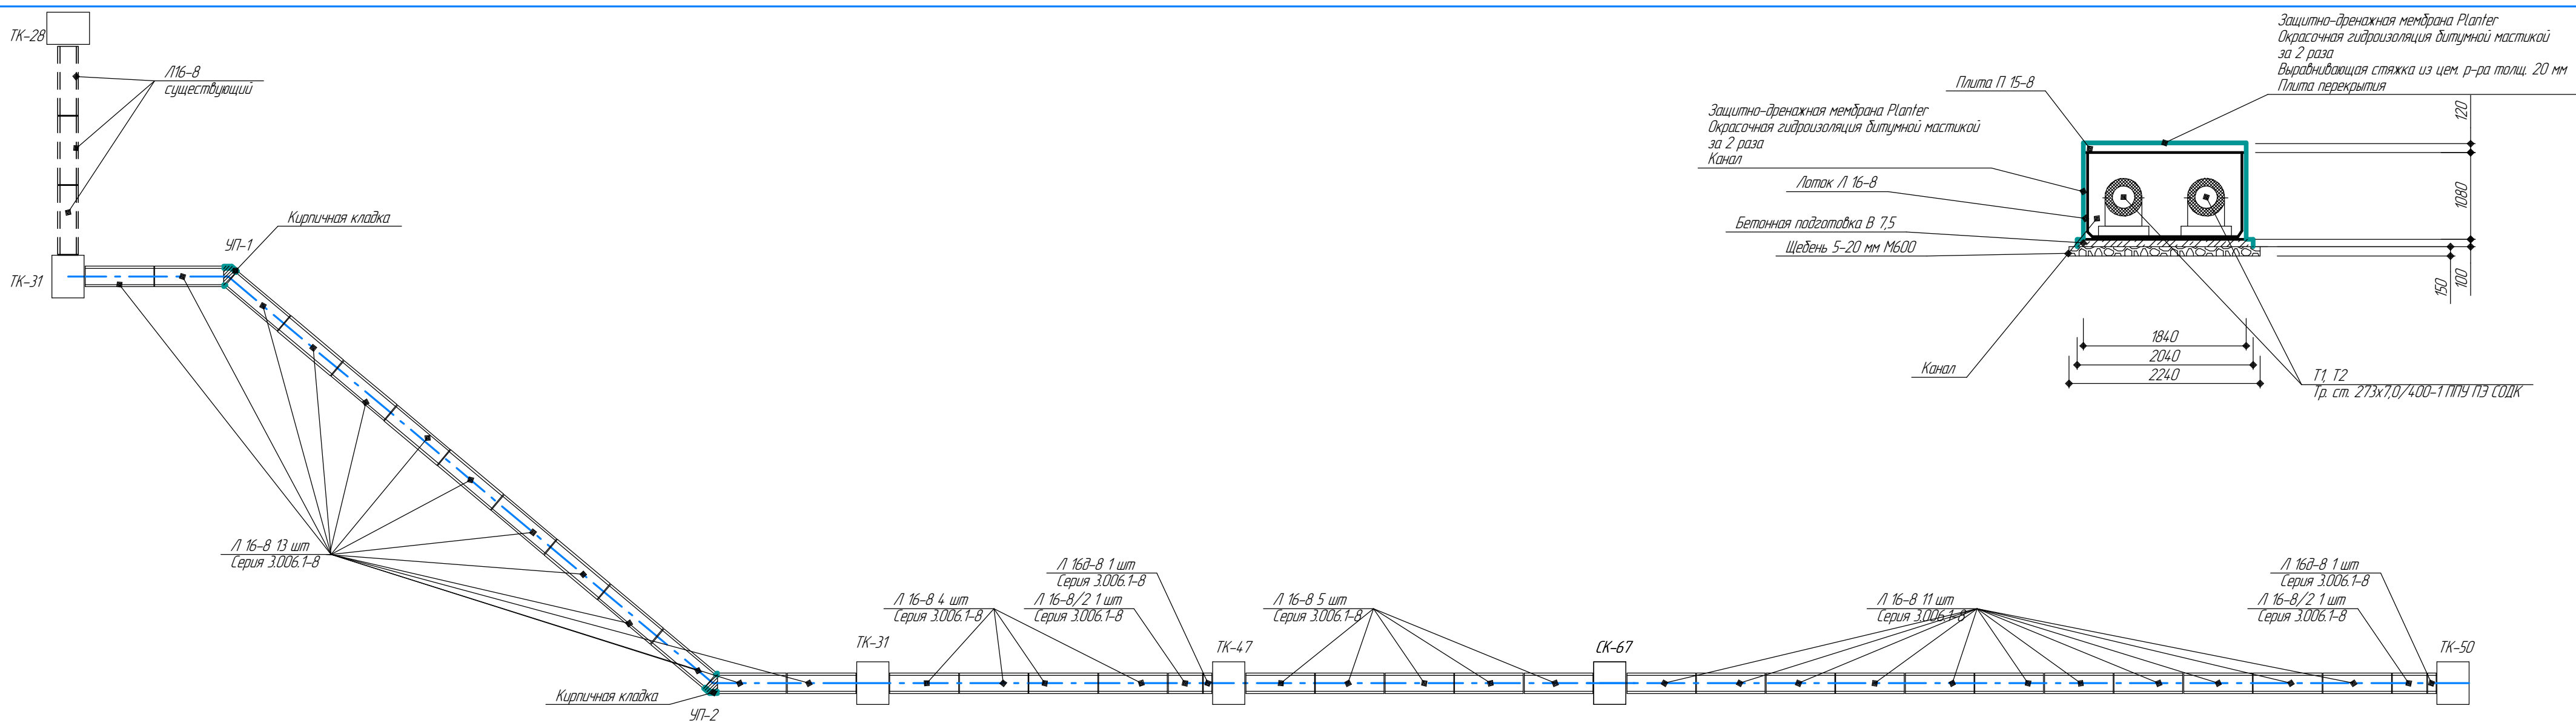 ТК-28
Л16-8
существующий
ТК-31
УП-1
Кирпичная кладка
Л 16-8 13 шт
Серия 3.006.1-8
Кирпичная кладка
УП-2
ТК-31
Л 16-8 4 шт
Серия 3.006.1-8
Л 16д-8 1 шт
Серия 3.006.1-8
Л 16-8/2 1 шт
Серия 3.006.1-8
ТК-47
Л 16-8 5 шт
Серия 3.006.1-8
СК-67
Л 16-8 11 шт
Серия 3.006.1-8
Л 16д-8 1 шт
Серия 3.006.1-8
Л 16-8/2 1 шт
Серия 3.006.1-8
ТК-50
Защитно-дренажная мембрана Planter
Окрасочная гидроизоляция битумной мастикой
за 2 раза
Выравнивающая стяжка из цем. р-ра толщ. 20 мм
Плита перекрытия
Плита П 15-8
Защитно-дренажная мембрана Planter
Окрасочная гидроизоляция битумной мастикой
за 2 раза
Канал
Лоток Л 16-8
Бетонная подготовка В 7,5
Щебень 5-20 мм М600
Канал
120
1080
100
150
1840
2040
2240
Т1, Т2
Тр. ст. 273х7,0/400-1 ППУ ПЭ СОДК